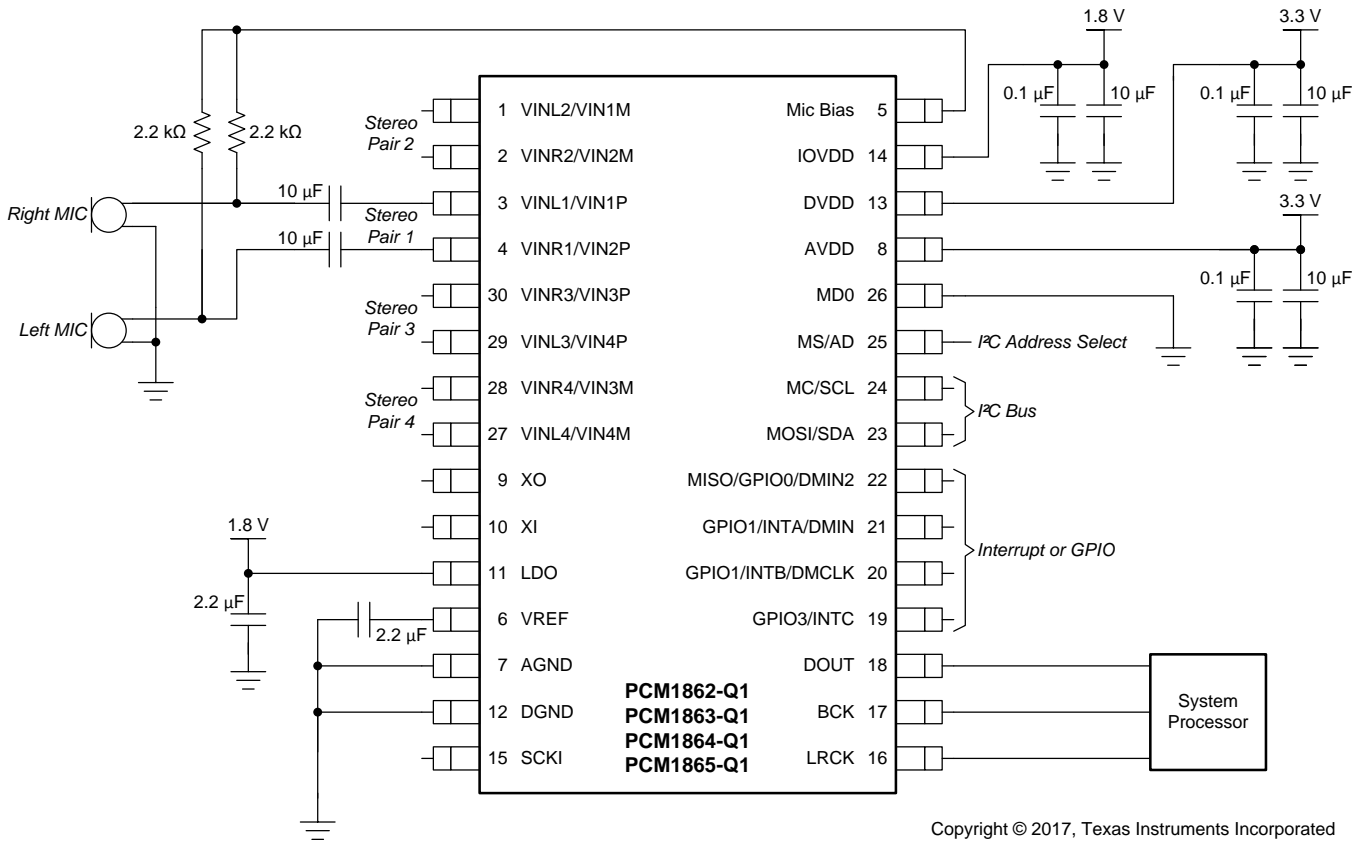 1.8 V
3.3 V
0.1 µF
10 µF
0.1 µF
10 µF
2.2 kΩ
2.2 kΩ
Stereo
Pair 2
1 VINL2/VIN1M
Mic Bias 5
2 VINR2/VIN2M
IOVDD 14
Right MIC
10 µF
3 VINL1/VIN1P
DVDD 13
3.3 V
Stereo
Pair 1
10 µF
4 VINR1/VIN2P
AVDD 8
0.1 µF
10 µF
Left MIC
Stereo
Pair 3
30 VINR3/VIN3P
MD0 26
29 VINL3/VIN4P
MS/AD 25
I²C Address Select
Stereo
Pair 4
28 VINR4/VIN3M
MC/SCL 24
I²C Bus
27 VINL4/VIN4M
MOSI/SDA 23
9 XO
MISO/GPIO0/DMIN2 22
1.8 V
10 XI
GPIO1/INTA/DMIN 21
Interrupt or GPIO
11 LDO
GPIO1/INTB/DMCLK 20
2.2 µF
2.2 µF
6 VREF
GPIO3/INTC 19
7 AGND
DOUT 18
12 DGND
BCK 17
15 SCKI
LRCK 16
PCM1862-Q1
PCM1863-Q1
PCM1864-Q1
PCM1865-Q1
System
Processor
Copyright © 2017, Texas Instruments Incorporated